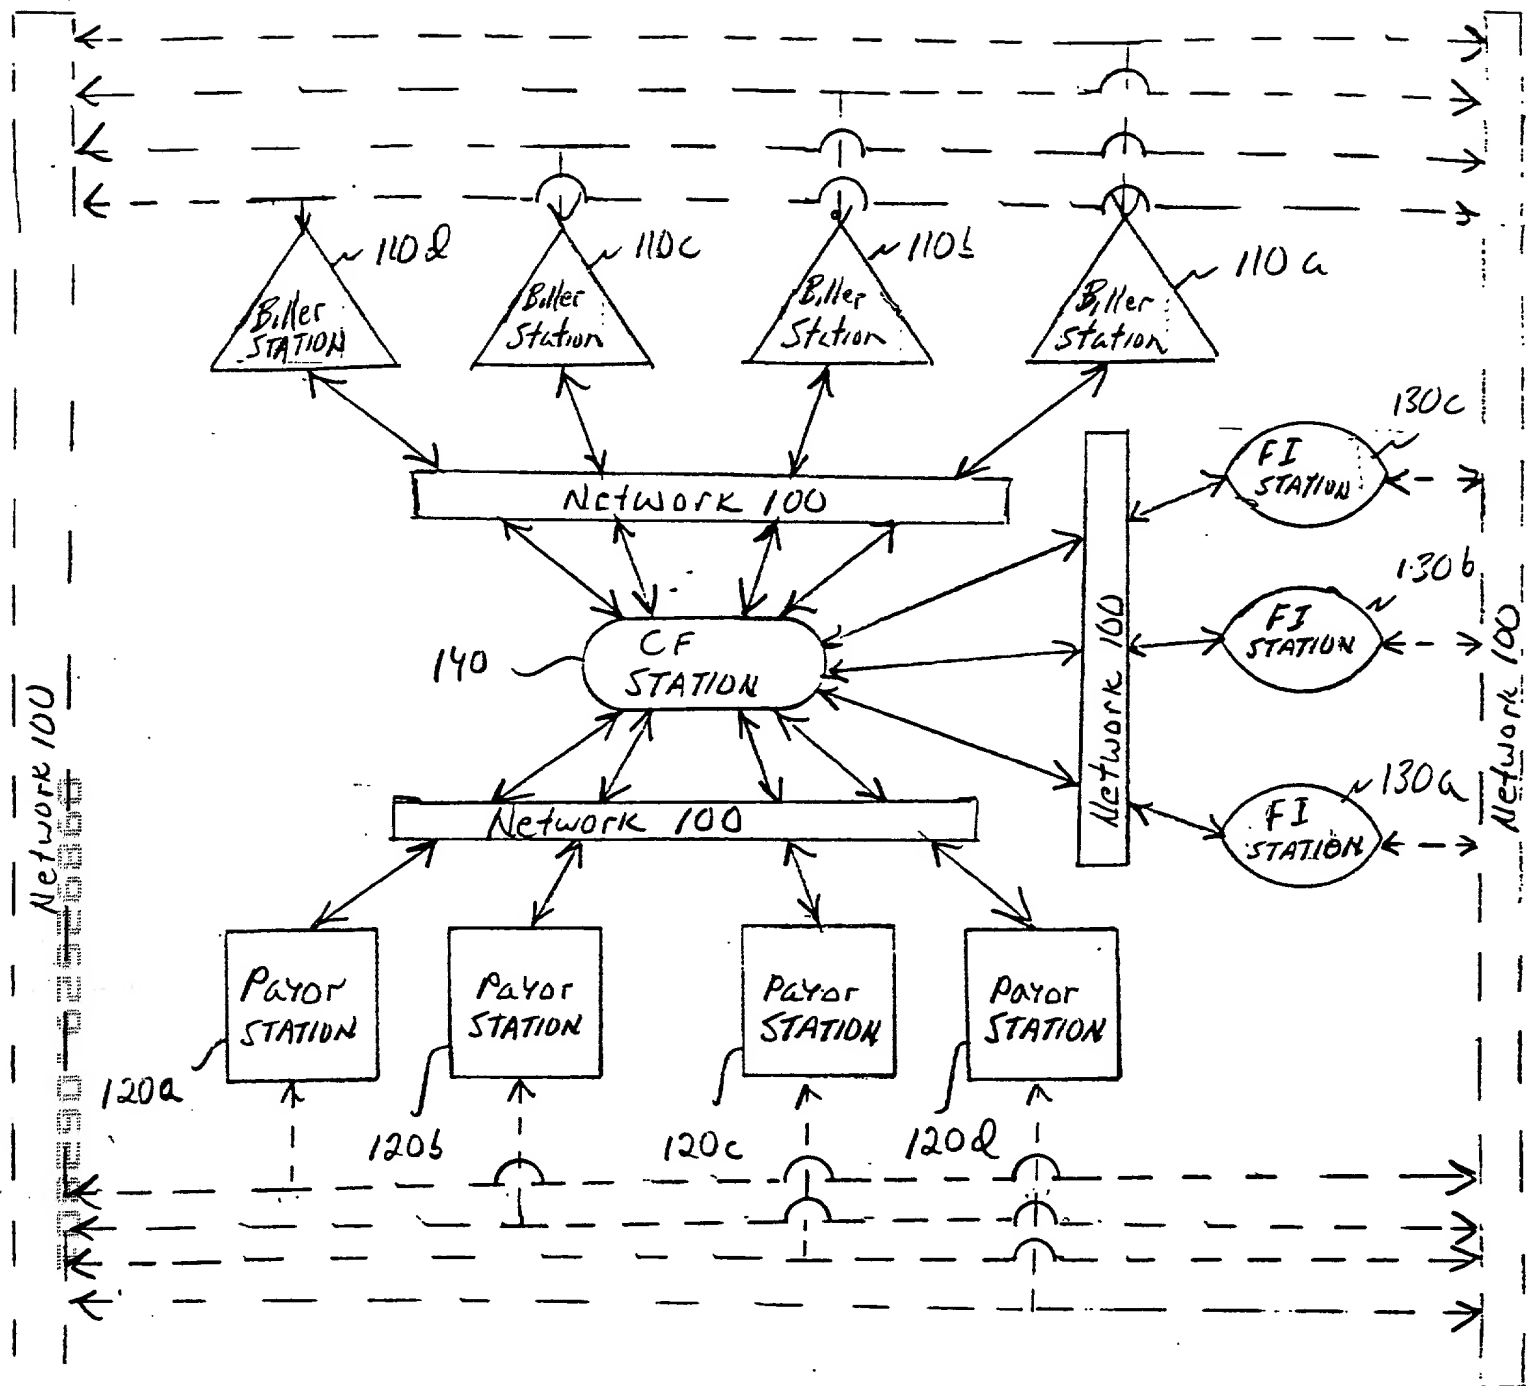 110d
110c
110b
110a
Biller
STATION
Biller
Station
Biller
Station
Biller
Station
130c
FI
STATION
Network 100
130b
FI
STATION
Network 100
CF
STATION
140
Network 100
Network 100
Network 100
130a
FI
STATION
Payor
STATION
Payor
STATION
Payor
STATION
Payor
STATION
120a
120b
120c
120d